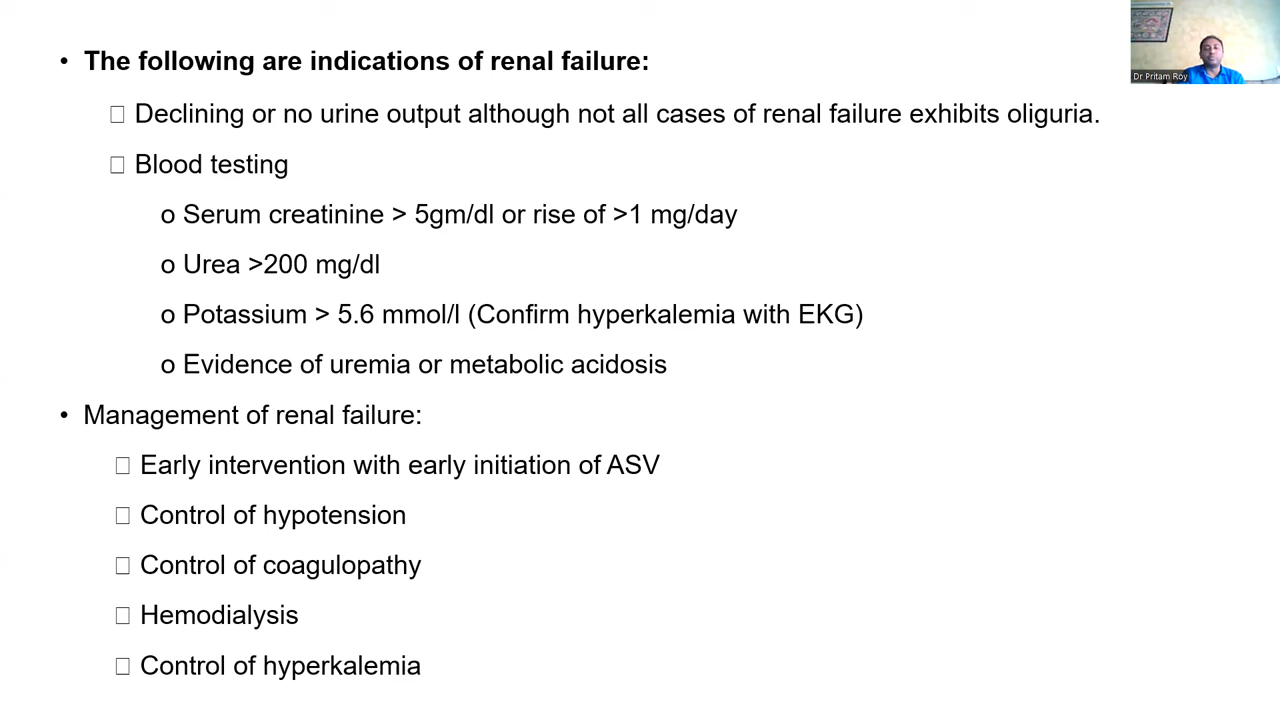 • The following are indications of renal failure:
□ Declining or no urine output although not all cases of renal failure exhibits oliguria.
□ Blood testing
o Serum creatinine > 5gm/dl or rise of >1 mg/day
o Urea >200 mg/dl
o Potassium > 5.6 mmol/l (Confirm hyperkalemia with EKG)
o Evidence of uremia or metabolic acidosis
• Management of renal failure:
□ Early intervention with early initiation of ASV
□ Control of hypotension
□ Control of coagulopathy
□ Hemodialysis
□ Control of hyperkalemia
Dr Pritam Roy